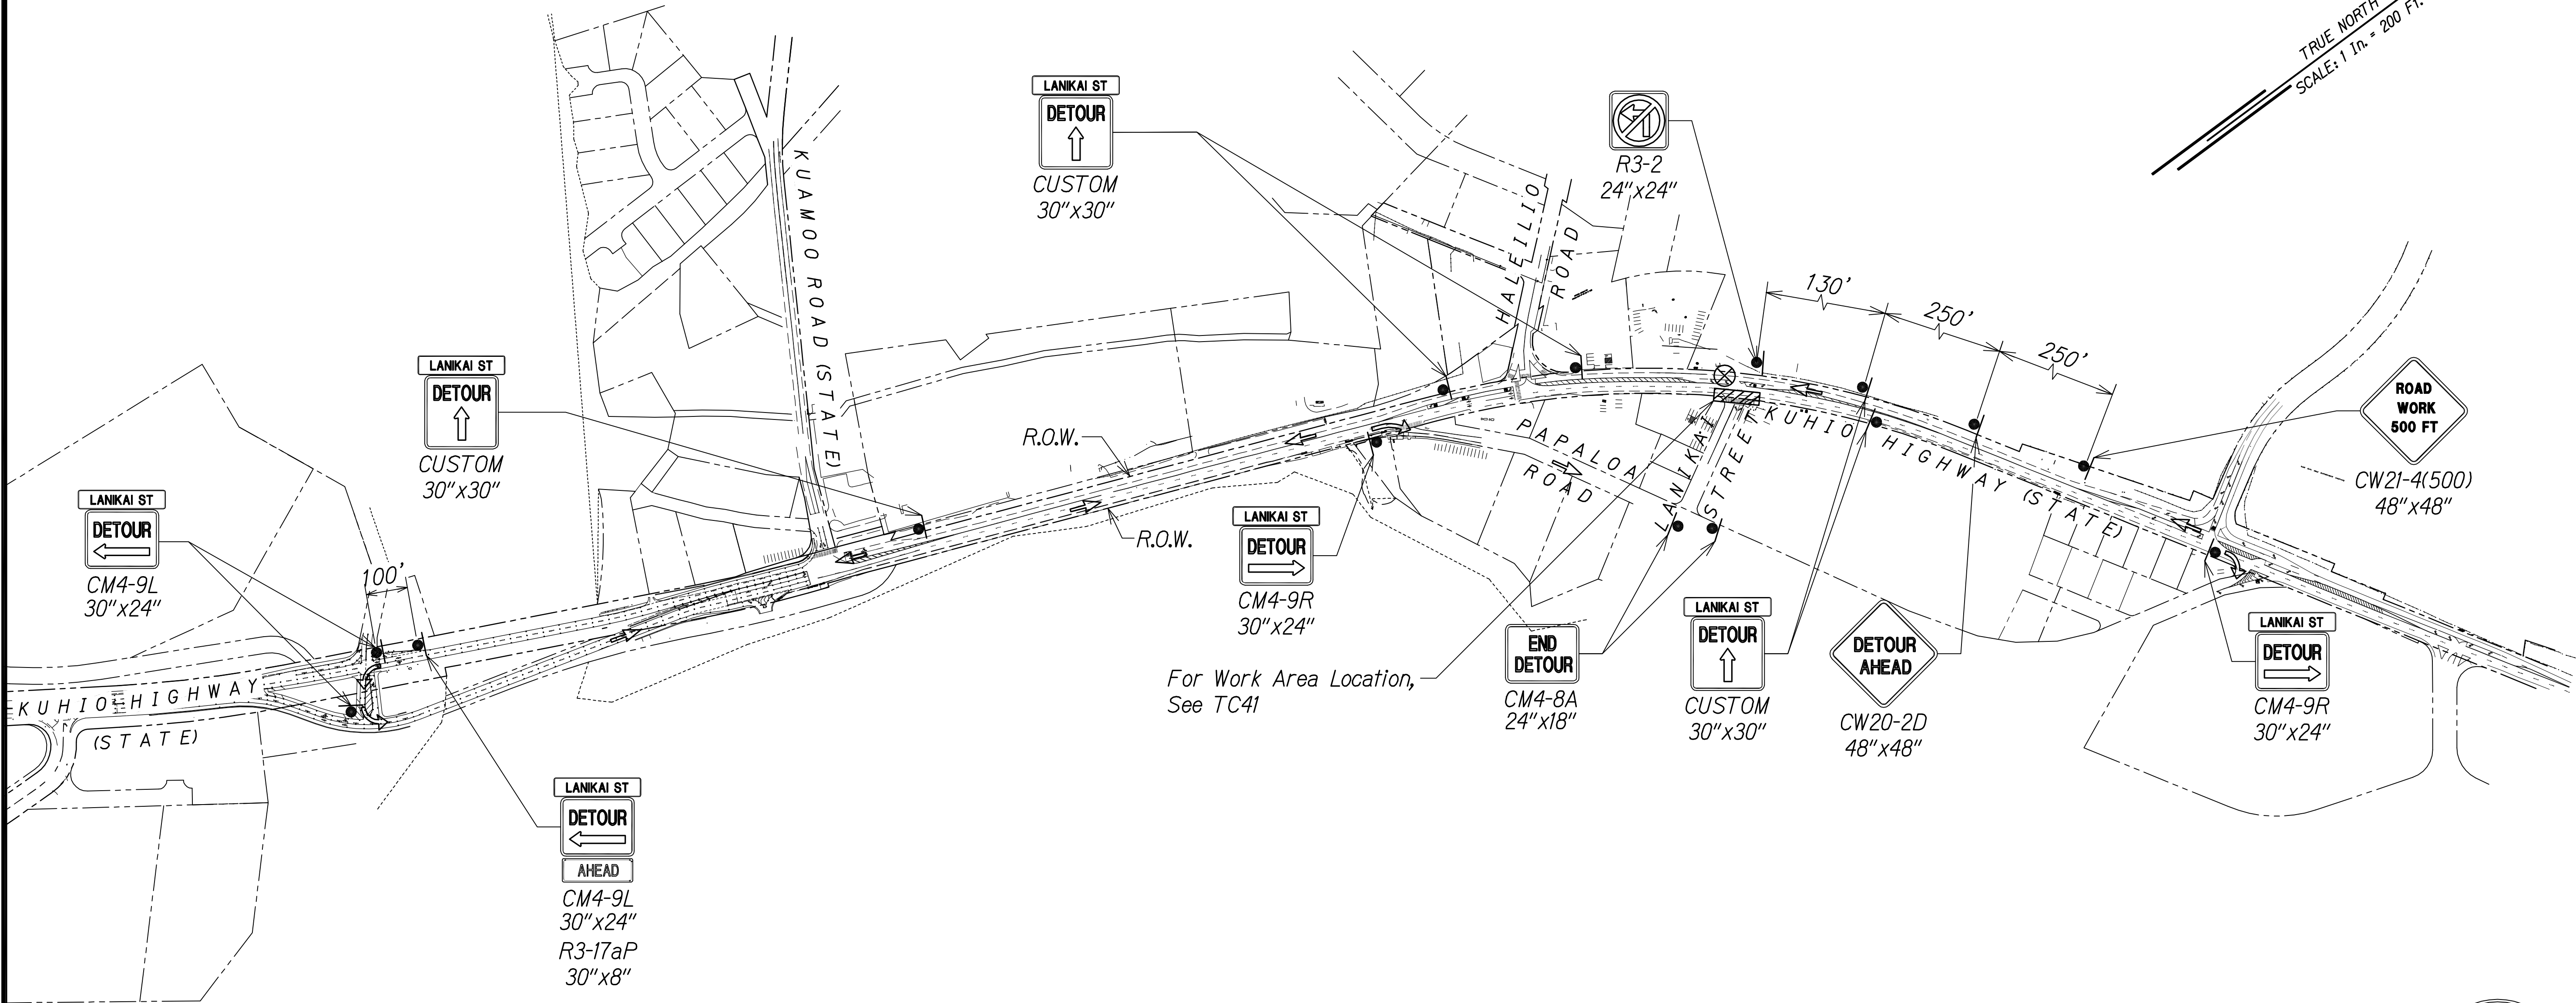 TRUE NORTH
SCALE: 1 In. = 200 Ft.
LANIKAI ST
DETOUR
CUSTOM
30"x30"
R3-2
24"x24"
KUAMOO ROAD (STATE)
HALEILIO
ROAD
130'
250'
250'
LANIKAI ST
DETOUR
CUSTOM
30"x30"
ROAD
WORK
500 FT
CW21-4(500)
48"x48"
R.O.W.
R.O.W.
PAPALOA
ROAD
LANIKAI
STREET
KUHIO HIGHWAY (STATE)
LANIKAI ST
DETOUR
CM4-9L
30"x24"
100'
LANIKAI ST
DETOUR
CM4-9R
30"x24"
For Work Area Location,
See TC41
END
DETOUR
CM4-8A
24"x18"
LANIKAI ST
DETOUR
CUSTOM
30"x30"
DETOUR
AHEAD
CW20-2D
48"x48"
LANIKAI ST
DETOUR
CM4-9R
30"x24"
KUHIO HIGHWAY
(STATE)
LANIKAI ST
DETOUR
AHEAD
CM4-9L
30"x24"
R3-17aP
30"x8"